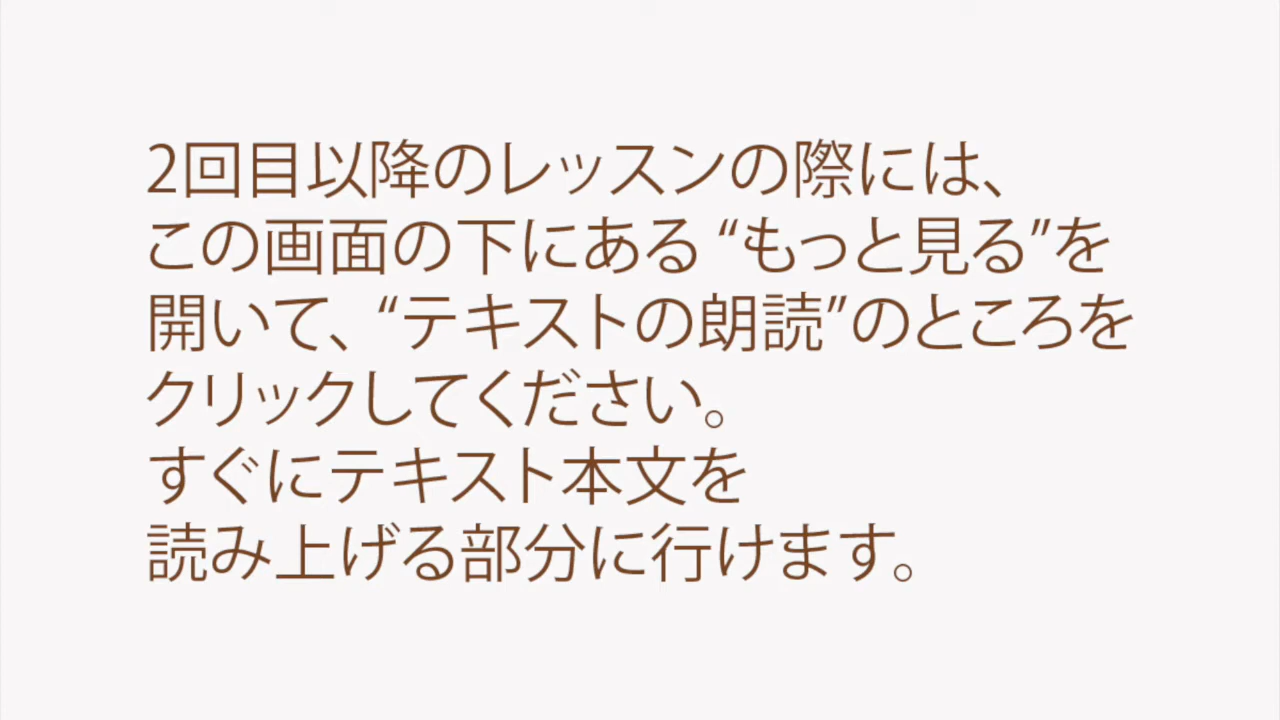 2回目以降のレッスンの際には、
この画面の下にある “もっと見る”を
開いて、“テキストの朗読”のところを
クリックしてください。
すぐにテキスト本文を
読み上げる部分に行けます。